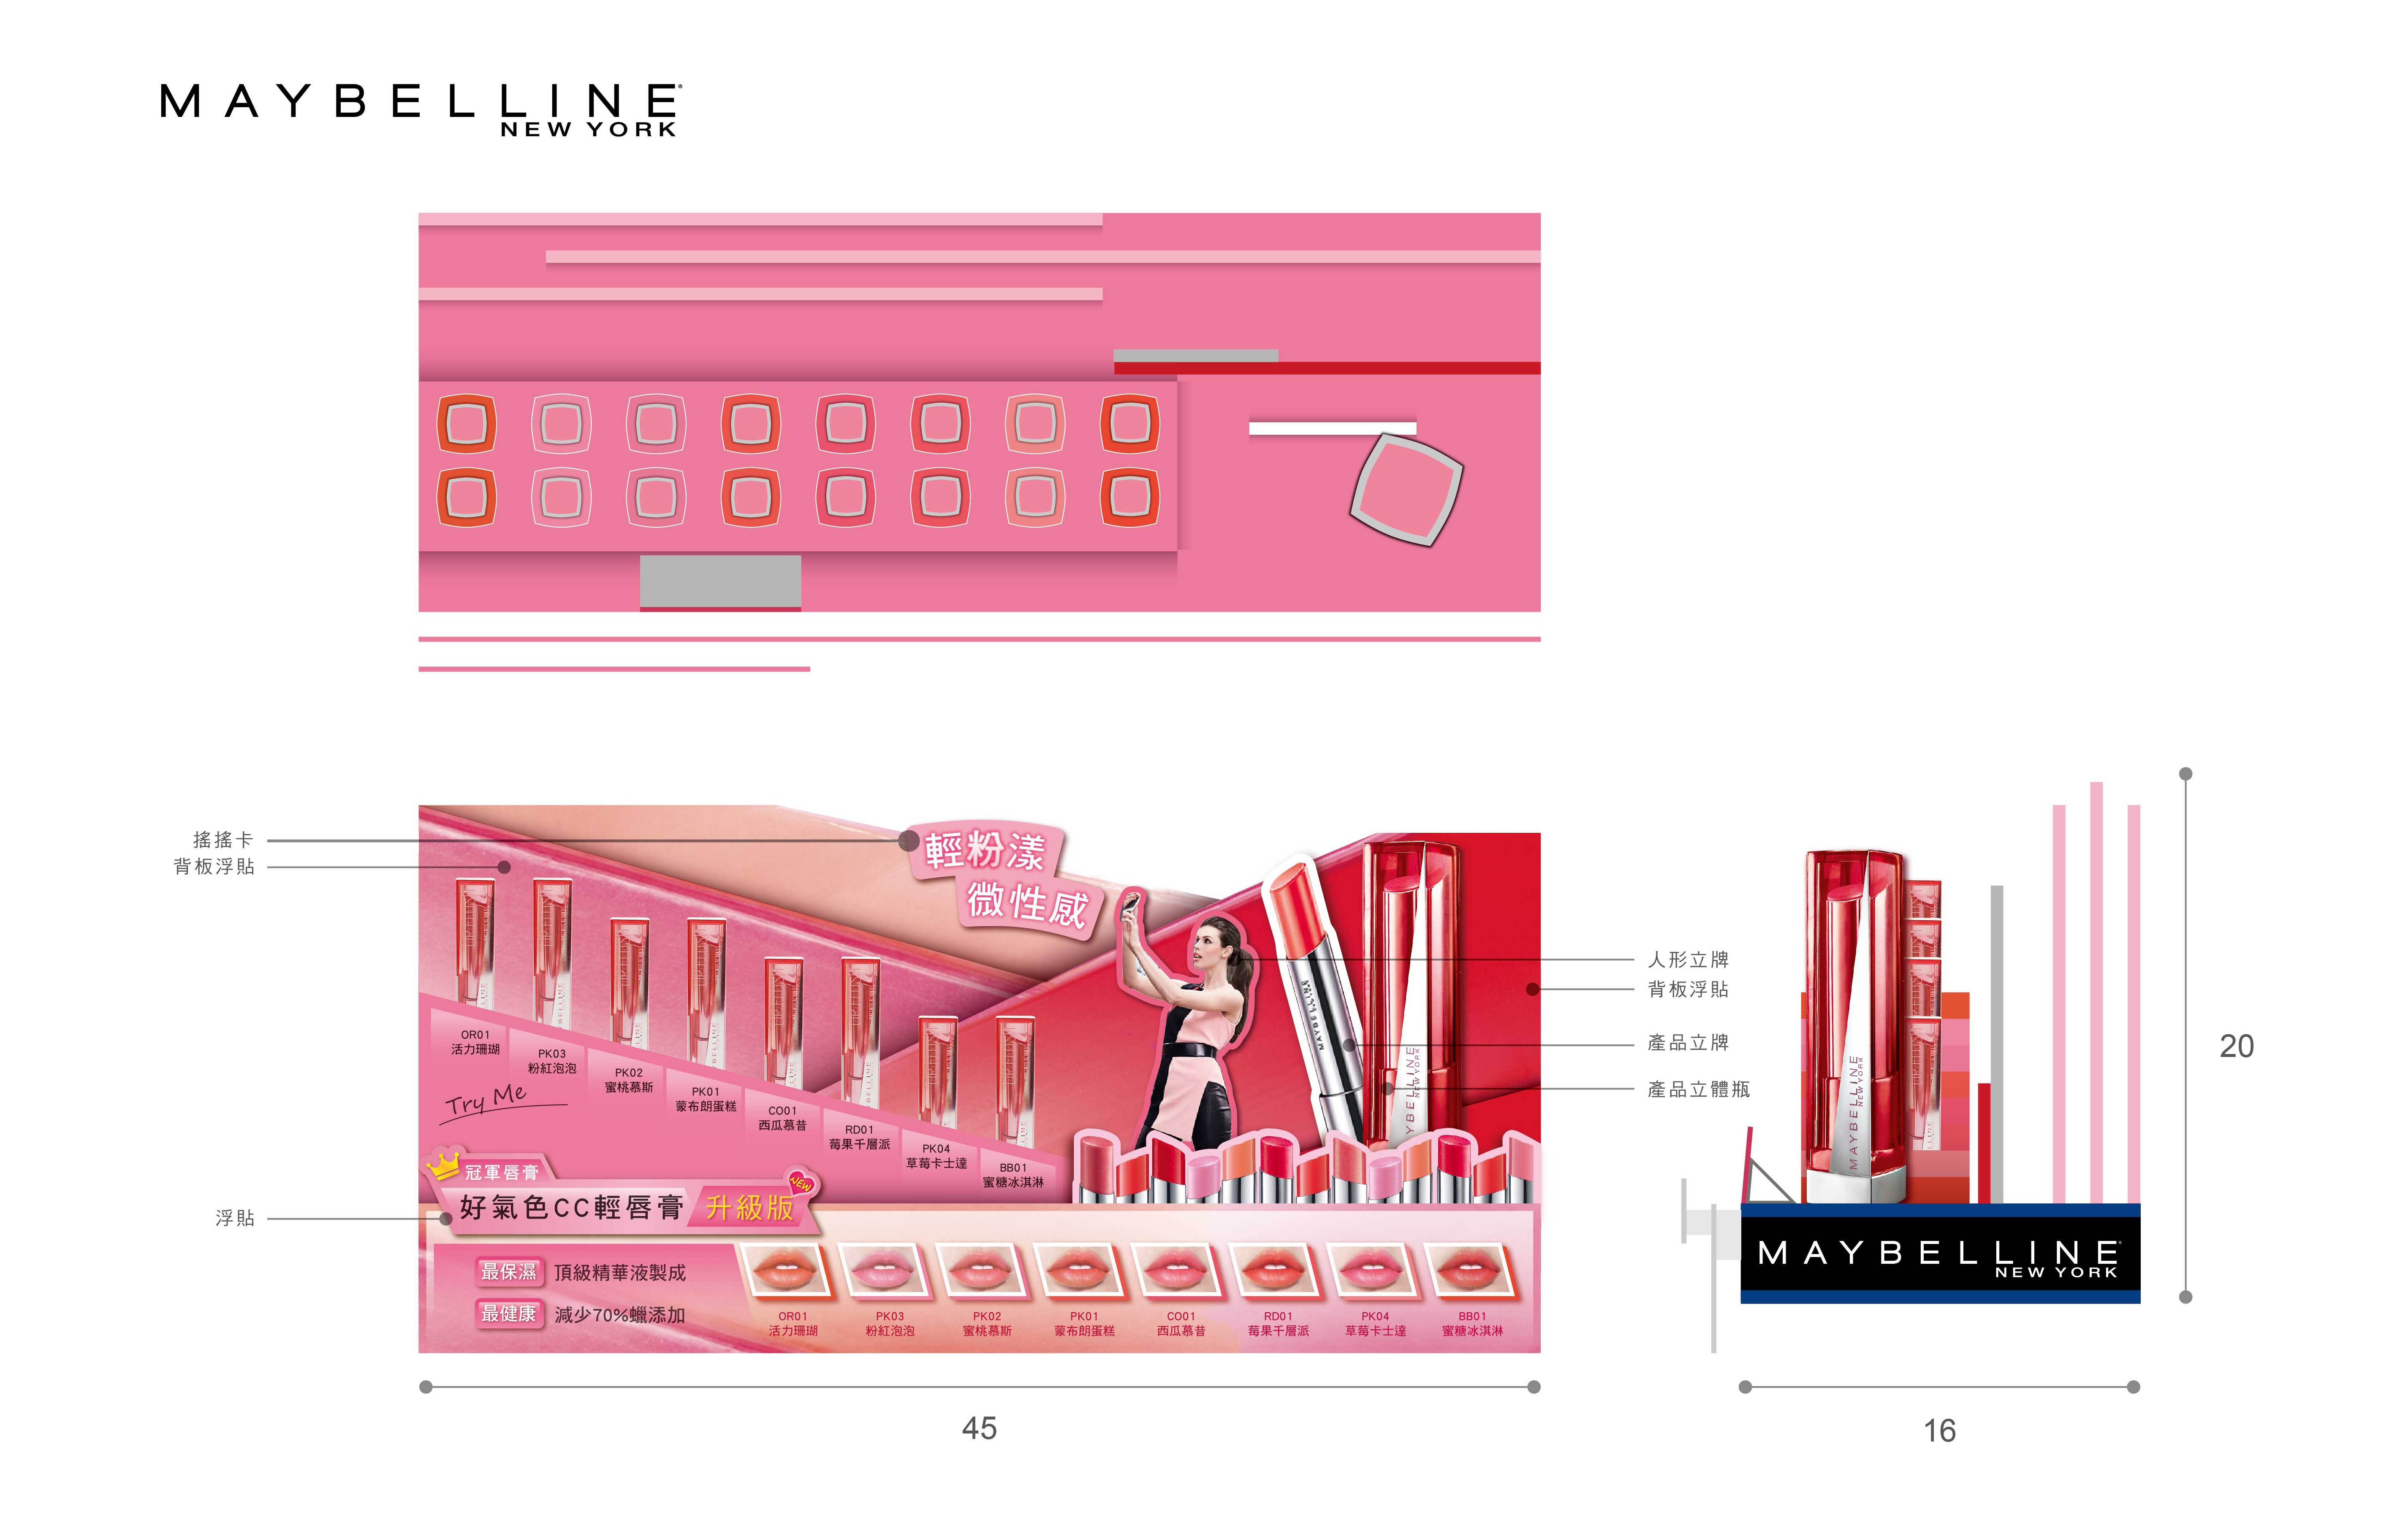 MAYBELLINE
NEW YORK
搖搖卡
背板浮貼
輕粉漾
微性感
人形立牌
背板浮貼
產品立牌
產品立體瓶
浮貼
OR01
活力珊瑚
PK03
粉紅泡泡
PK02
蜜桃慕斯
PK01
蒙布朗蛋糕
CO01
西瓜慕昔
RD01
莓果千層派
PK04
草莓卡士達
BB01
蜜糖冰淇淋
Try Me
MAYBELLINE
MAYBELLINE
NEW YORK
冠軍唇膏
好氣色CC輕唇膏 升級版
NEW
最保濕 頂級精華液製成
最健康 減少70%蠟添加
OR01
活力珊瑚
PK03
粉紅泡泡
PK02
蜜桃慕斯
PK01
蒙布朗蛋糕
CO01
西瓜慕昔
RD01
莓果千層派
PK04
草莓卡士達
BB01
蜜糖冰淇淋
MAYBELLINE
NEW YORK
MAYBELLINE
NEW YORK
20
45
16